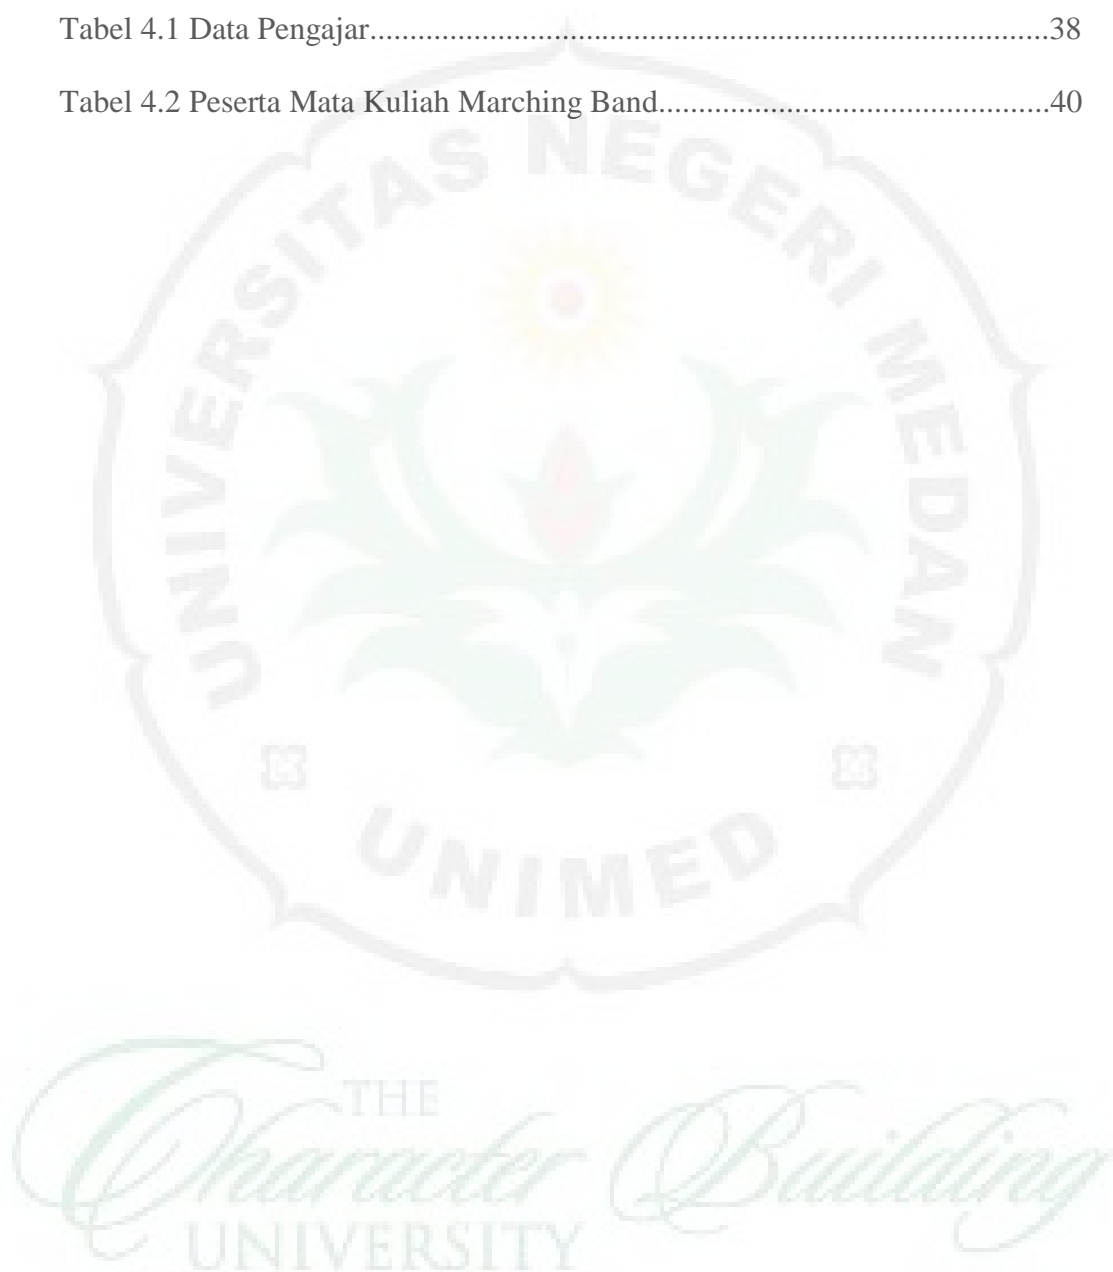 Tabel 4.1 Data Pengajar.....................................................................................38
Tabel 4.2 Peserta Mata Kuliah Marching Band.................................................40
UNIVERSITAS NEGERI MEDAN
UNIMED
THE
Character Building
UNIVERSITY